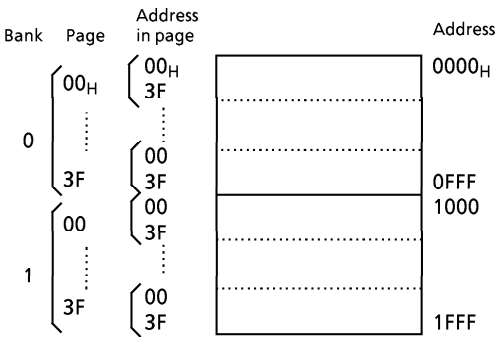 Bank Page Address in page Address
00H 00H 0000H
3F
0
00
3F 3F 0FFF
00 00 1000
3F
1
00
3F 3F 1FFF